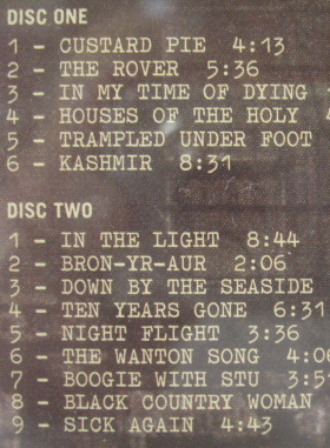 DISC ONE
1 - CUSTARD PIE 4:13
2 - THE ROVER 5:36
3 - IN MY TIME OF DYING
4 - HOUSES OF THE HOLY
5 - TRAMPLED UNDER FOOT
6 - KASHMIR 8:31
DISC TWO
1 - IN THE LIGHT 8:44
2 - BRON-YR-AUR 2:06
3 - DOWN BY THE SEASIDE
4 - TEN YEARS GONE 6:31
5 - NIGHT FLIGHT 3:36
6 - THE WANTON SONG 4:06
7 - BOOGIE WITH STU 3:5
8 - BLACK COUNTRY WOMAN
9 - SICK AGAIN 4:43